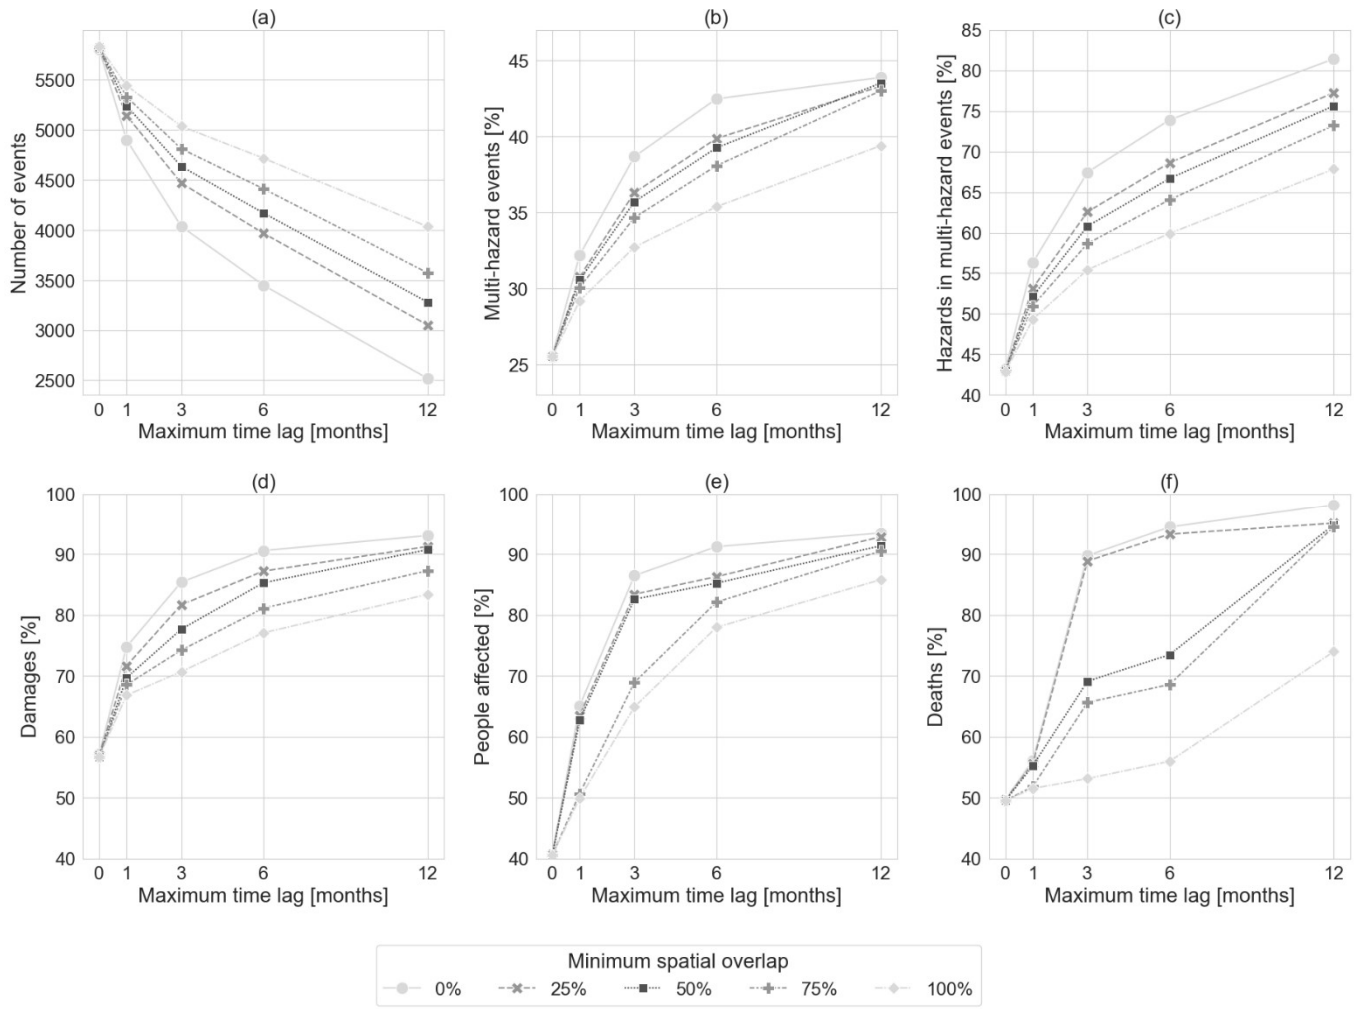 (a)
(b)
(c)
Number of events
5500
5000
4500
4000
3500
3000
2500
0 1 3 6 12
Maximum time lag [months]
Multi-hazard events [%]
45
40
35
30
25
0 1 3 6 12
Maximum time lag [months]
Hazards in multi-hazard events [%]
85
80
75
70
65
60
55
50
45
40
0 1 3 6 12
Maximum time lag [months]
(d)
(e)
(f)
Damages [%]
100
90
80
70
60
50
40
0 1 3 6 12
Maximum time lag [months]
People affected [%]
100
90
80
70
60
50
40
0 1 3 6 12
Maximum time lag [months]
Deaths [%]
100
90
80
70
60
50
40
0 1 3 6 12
Maximum time lag [months]
Minimum spatial overlap
0% 25% 50% 75% 100%